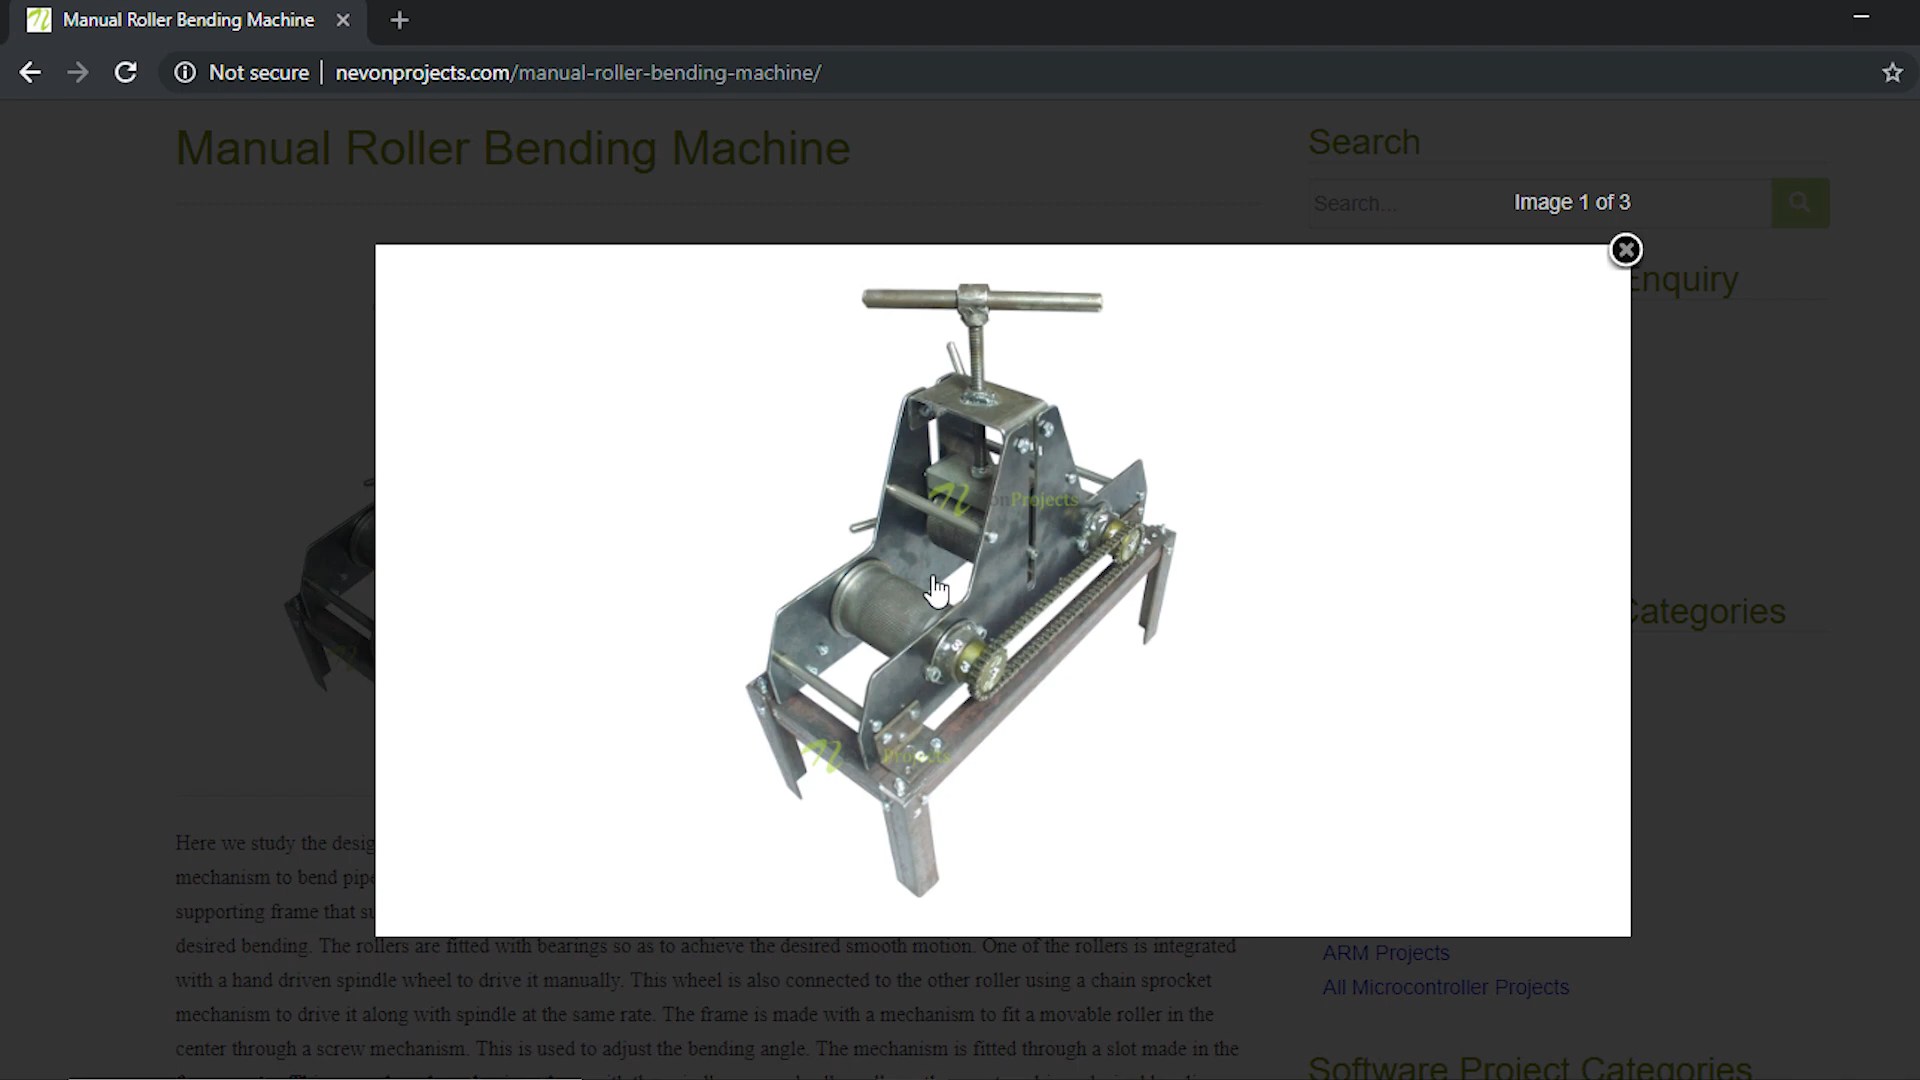 Manual Roller Bending Machine
Not secure
nevonprojects.com/manual-roller-bending-machine/
Manual Roller Bending Machine
Search
Search...
Image 1 of 3
Enquiry
onProjects
Projects
Categories
Here we study the
mechanism to bend
supporting frame that
desired bending. The rollers are fitted with bearings so as to achieve the desired smooth motion. One of the rollers is integrated
with a hand driven spindle wheel to drive it manually. This wheel is also connected to the other roller using a chain sprocket
mechanism to drive it along with spindle at the same rate. The frame is made with a mechanism to fit a movable roller in the
center through a screw mechanism. This is used to adjust the bending angle. The mechanism is fitted through a slot made in the
ARM Projects
All Microcontroller Projects
Software Project Categories